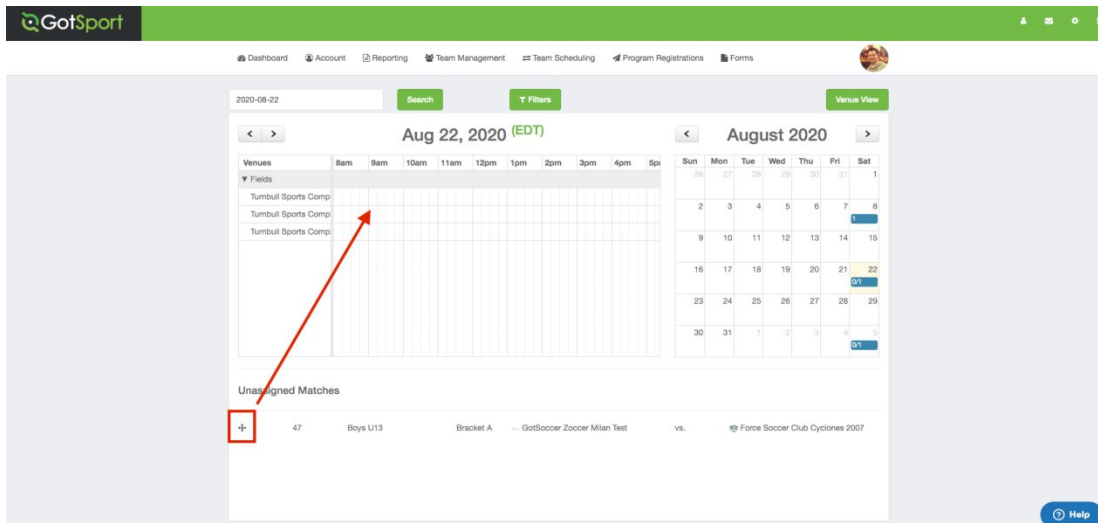 GotSport
Dashboard Account Reporting Team Management Team Scheduling Program Registrations Forms
2020-08-22 Search Filters Venue View
Aug 22, 2020 (EDT)
August 2020
Venues 8am 9am 10am 11am 12pm 1pm 2pm 3pm 4pm
Fields
Turnbull Sports Comp
Turnbull Sports Comp
Turnbull Sports Comp
Sun Mon Tue Wed Thu Fri Sat
26 27 28 29 30 31 1
2 3 4 5 6 7 8
1
9 10 11 12 13 14 15
16 17 18 19 20 21 22
0/1
23 24 25 26 27 28 29
30 31 1 2 3 4 5
0/1
Unassigned Matches
47 Boys U13 Bracket A GotSoccer Zoccer Milan Test vs. Force Soccer Club Cyclones 2007
Help